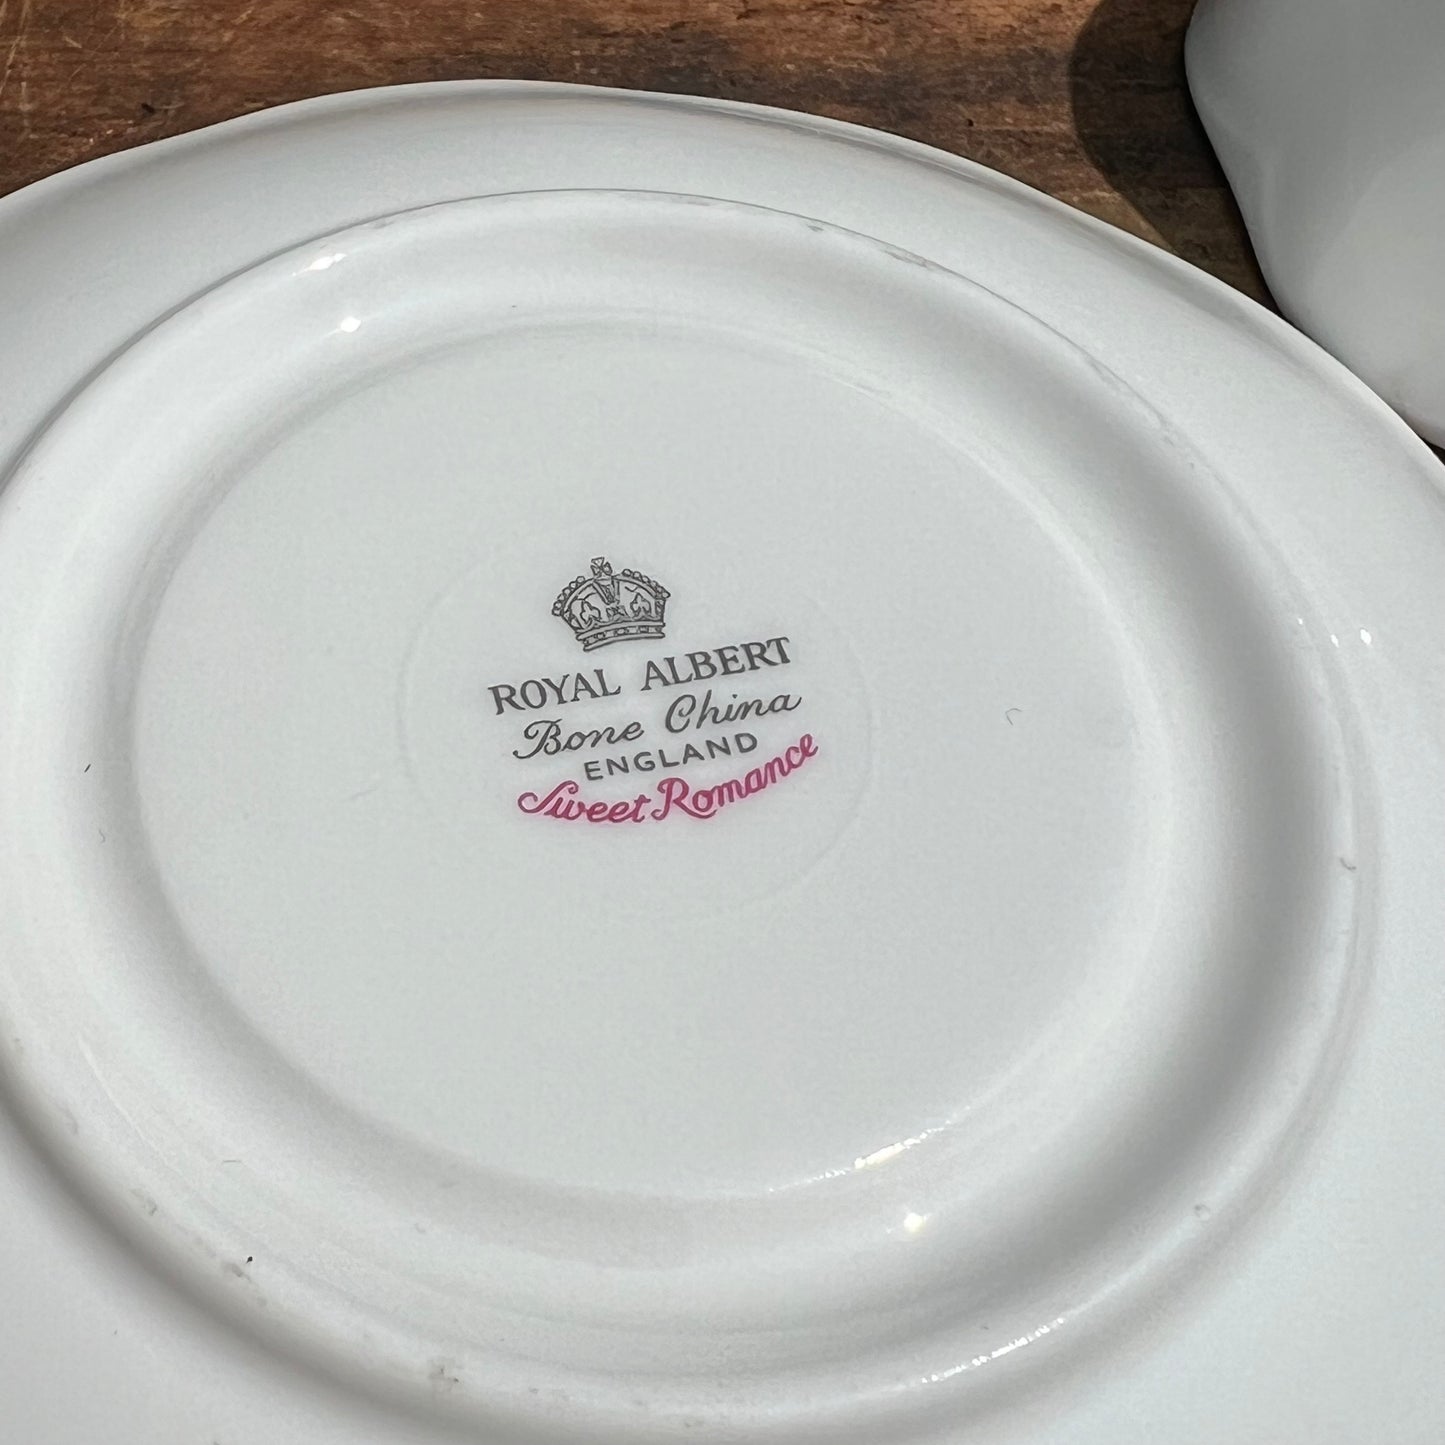 ROYAL ALBERT
Bone China
ENGLAND
Sweet Romance